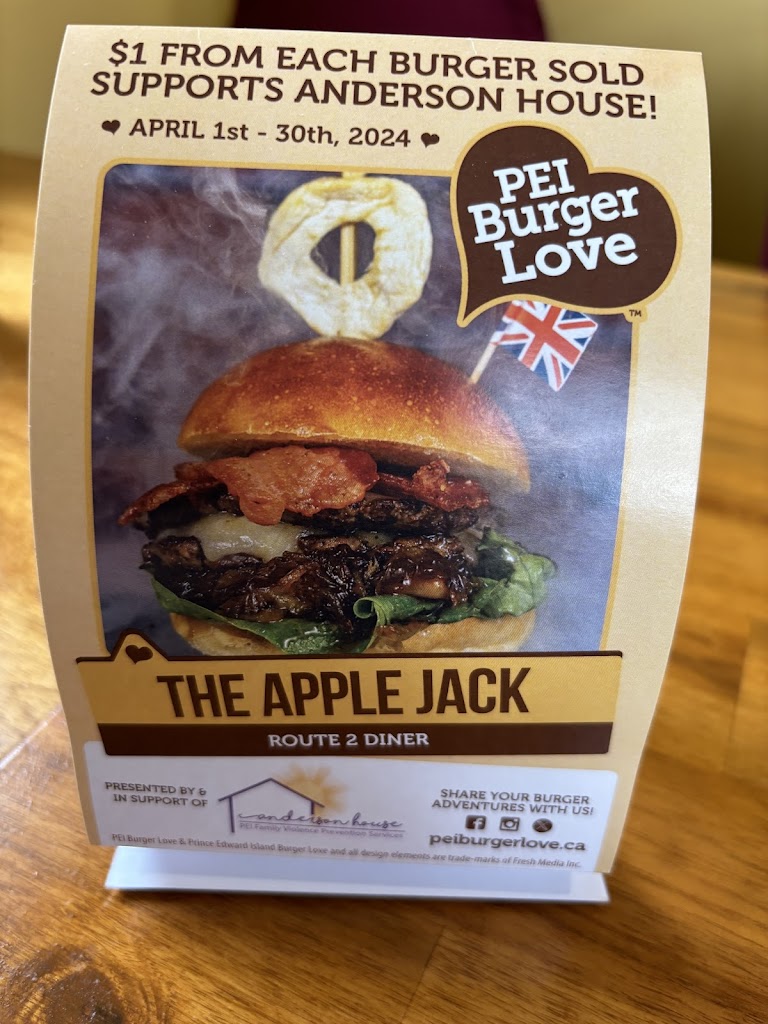 $1 FROM EACH BURGER SOLD
SUPPORTS ANDERSON HOUSE!
APRIL 1st - 30th, 2024
PEI
Burger
Love
TM
THE APPLE JACK
ROUTE 2 DINER
PRESENTED BY &
IN SUPPORT OF
anderson house
PEI Family Violence Prevention Services
SHARE YOUR BURGER
ADVENTURES WITH US!
peiburgerlove.ca
PEI Burger Love & Prince Edward Island Burger Love and all design elements are trade-marks of Fresh Media Inc.